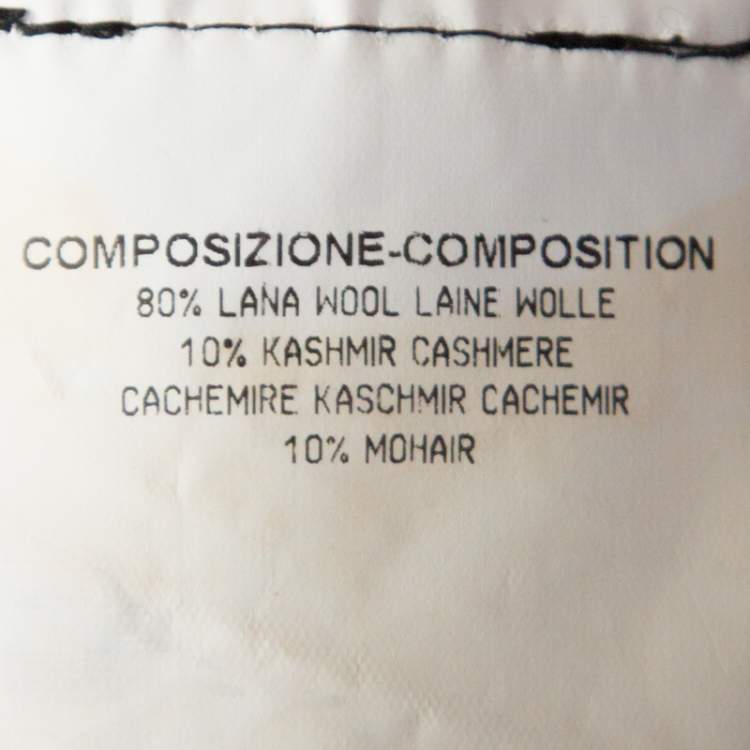 COMPOSIZIONE-COMPOSITION
80% LANA WOOL LAINE WOLLE
10% KASHMIR CASHMERE
CACHEMIRE KASCHMIR CACHEMIR
10% MOHAIR